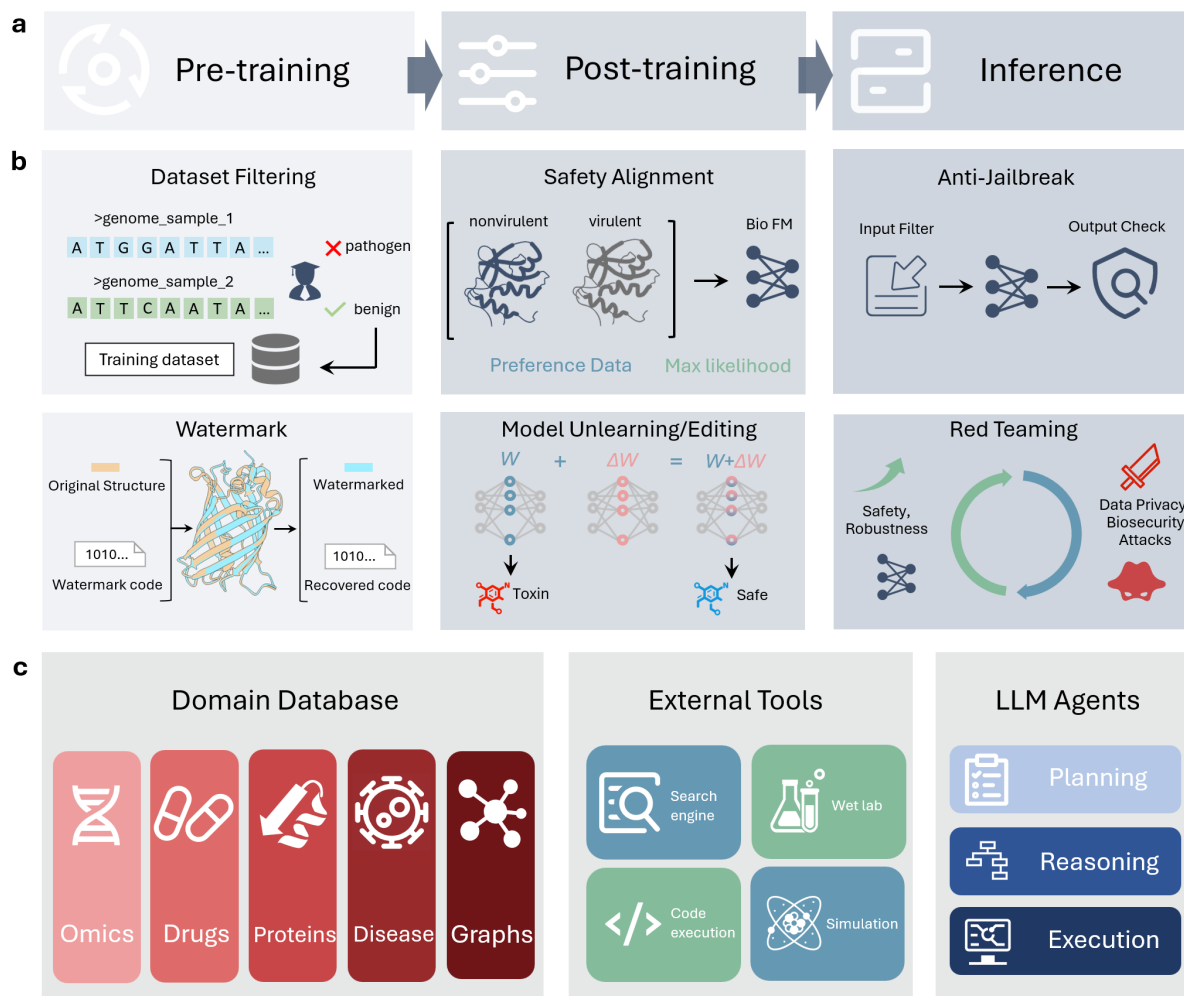 a
Pre-training
Post-training
Inference
b
Dataset Filtering
>genome_sample_1
A T G G A T T A ...
pathogen
>genome_sample_2
A T T C A A T A ...
benign
Training dataset
Safety Alignment
nonvirulent
virulent
Bio FM
Preference Data
Max likelihood
Anti-Jailbreak
Input Filter
Output Check
Watermark
Original Structure
Watermarked
1010...
1010...
Watermark code
Recovered code
Model Unlearning/Editing
W + ΔW = W+ΔW
Toxin
Safe
Red Teaming
Safety,
Robustness
Data Privacy
Biosecurity
Attacks
c
Domain Database
Omics
Drugs
Proteins
Disease
Graphs
External Tools
Search
engine
Wet lab
</>
Code
execution
Simulation
LLM Agents
Planning
Reasoning
Execution